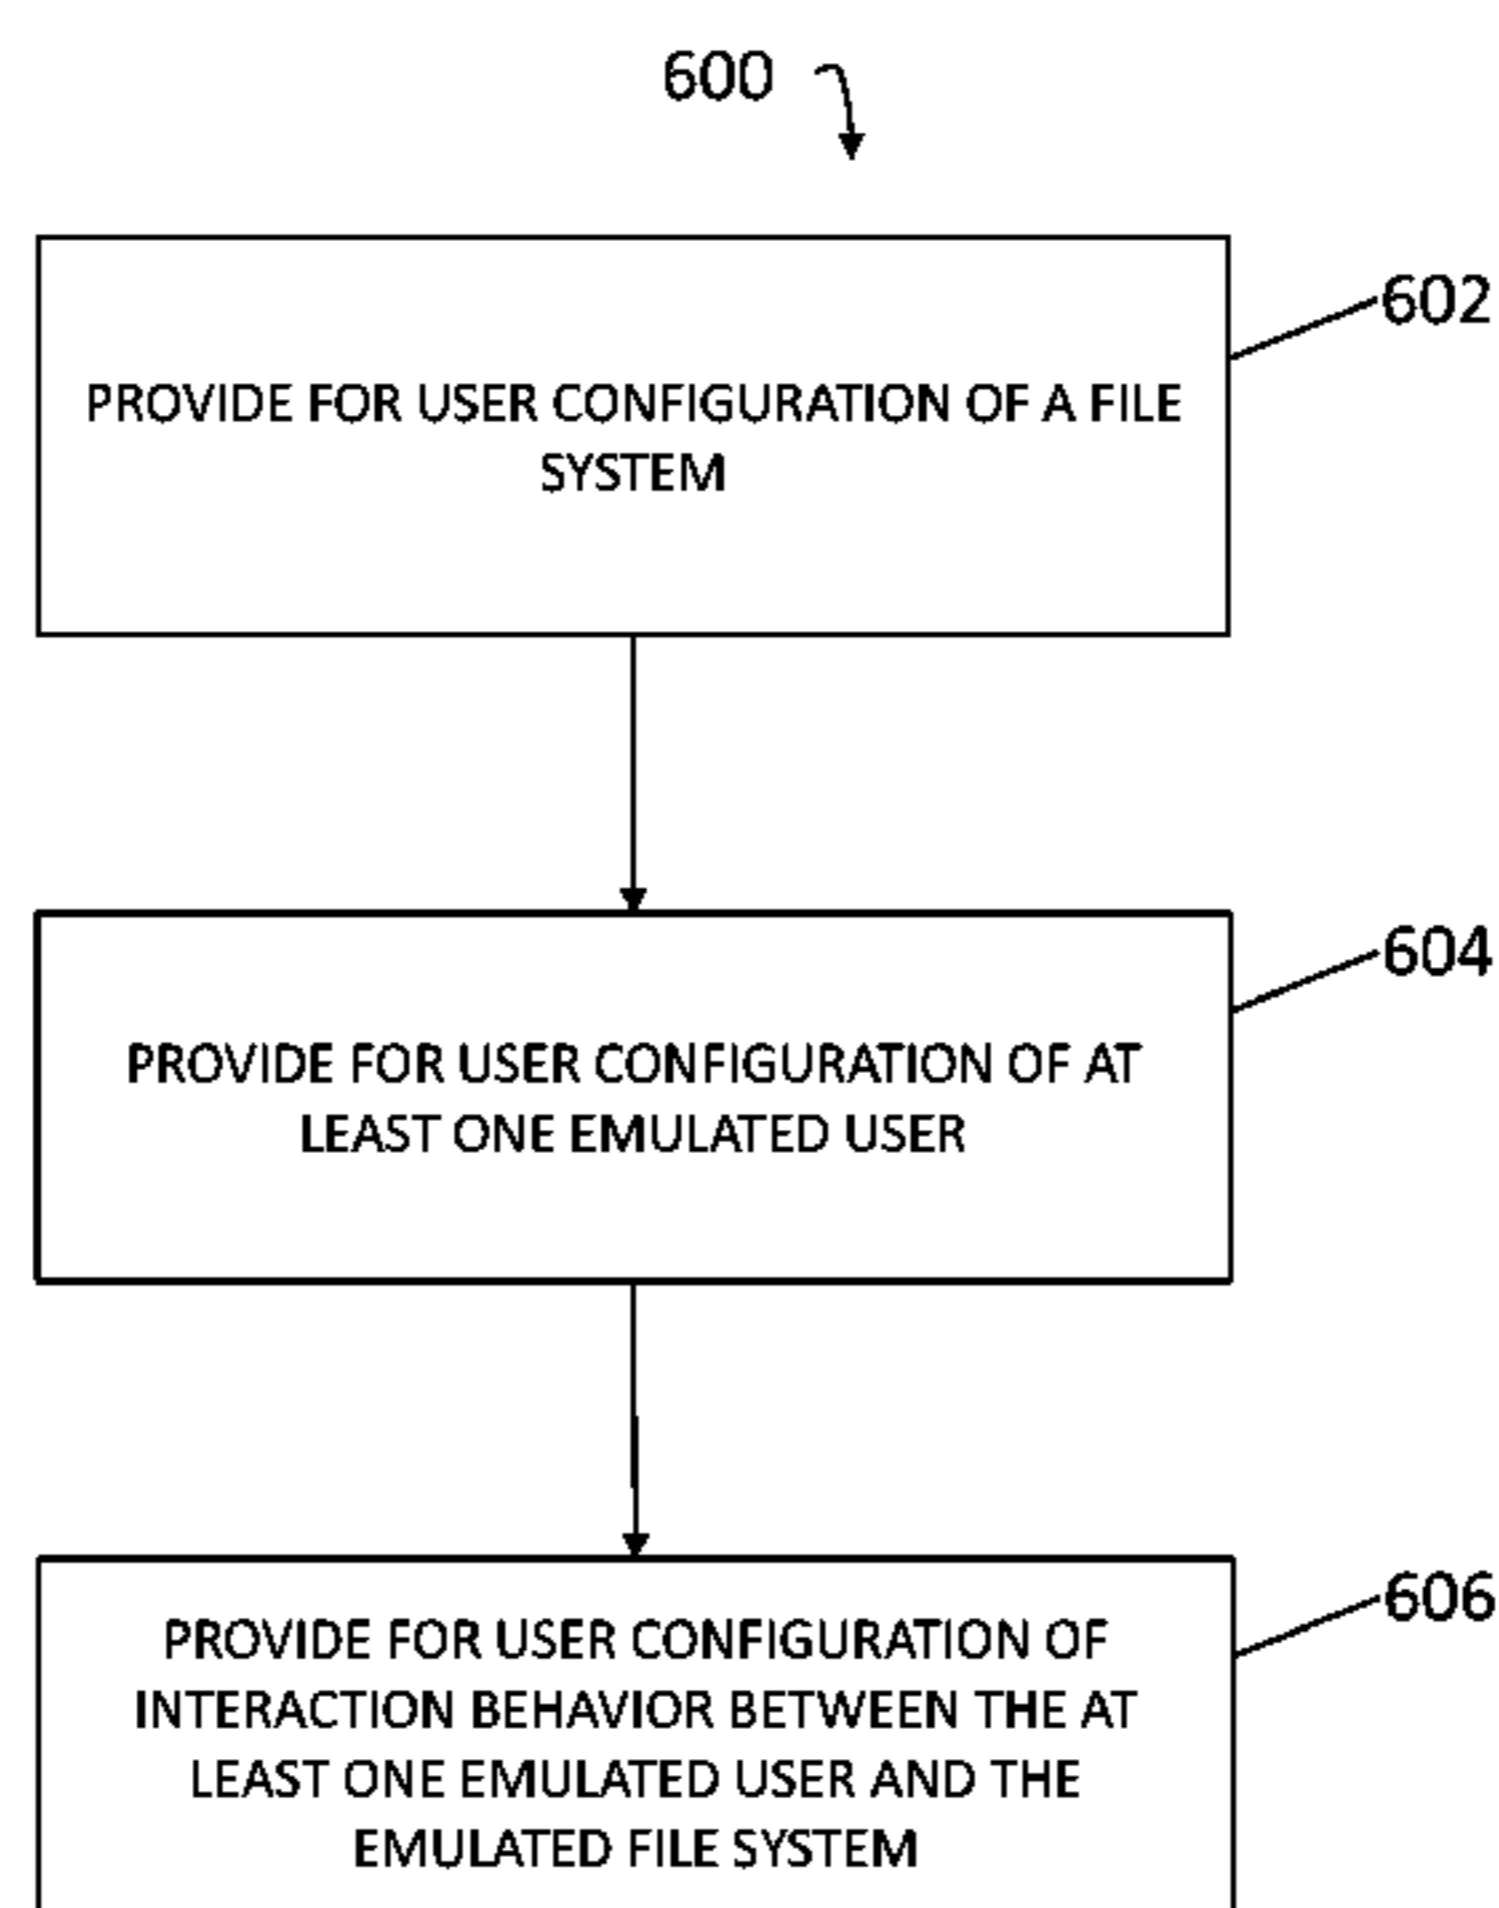 600
602
PROVIDE FOR USER CONFIGURATION OF A FILE
SYSTEM
604
PROVIDE FOR USER CONFIGURATION OF AT
LEAST ONE EMULATED USER
606
PROVIDE FOR USER CONFIGURATION OF
INTERACTION BEHAVIOR BETWEEN THE AT
LEAST ONE EMULATED USER AND THE
EMULATED FILE SYSTEM